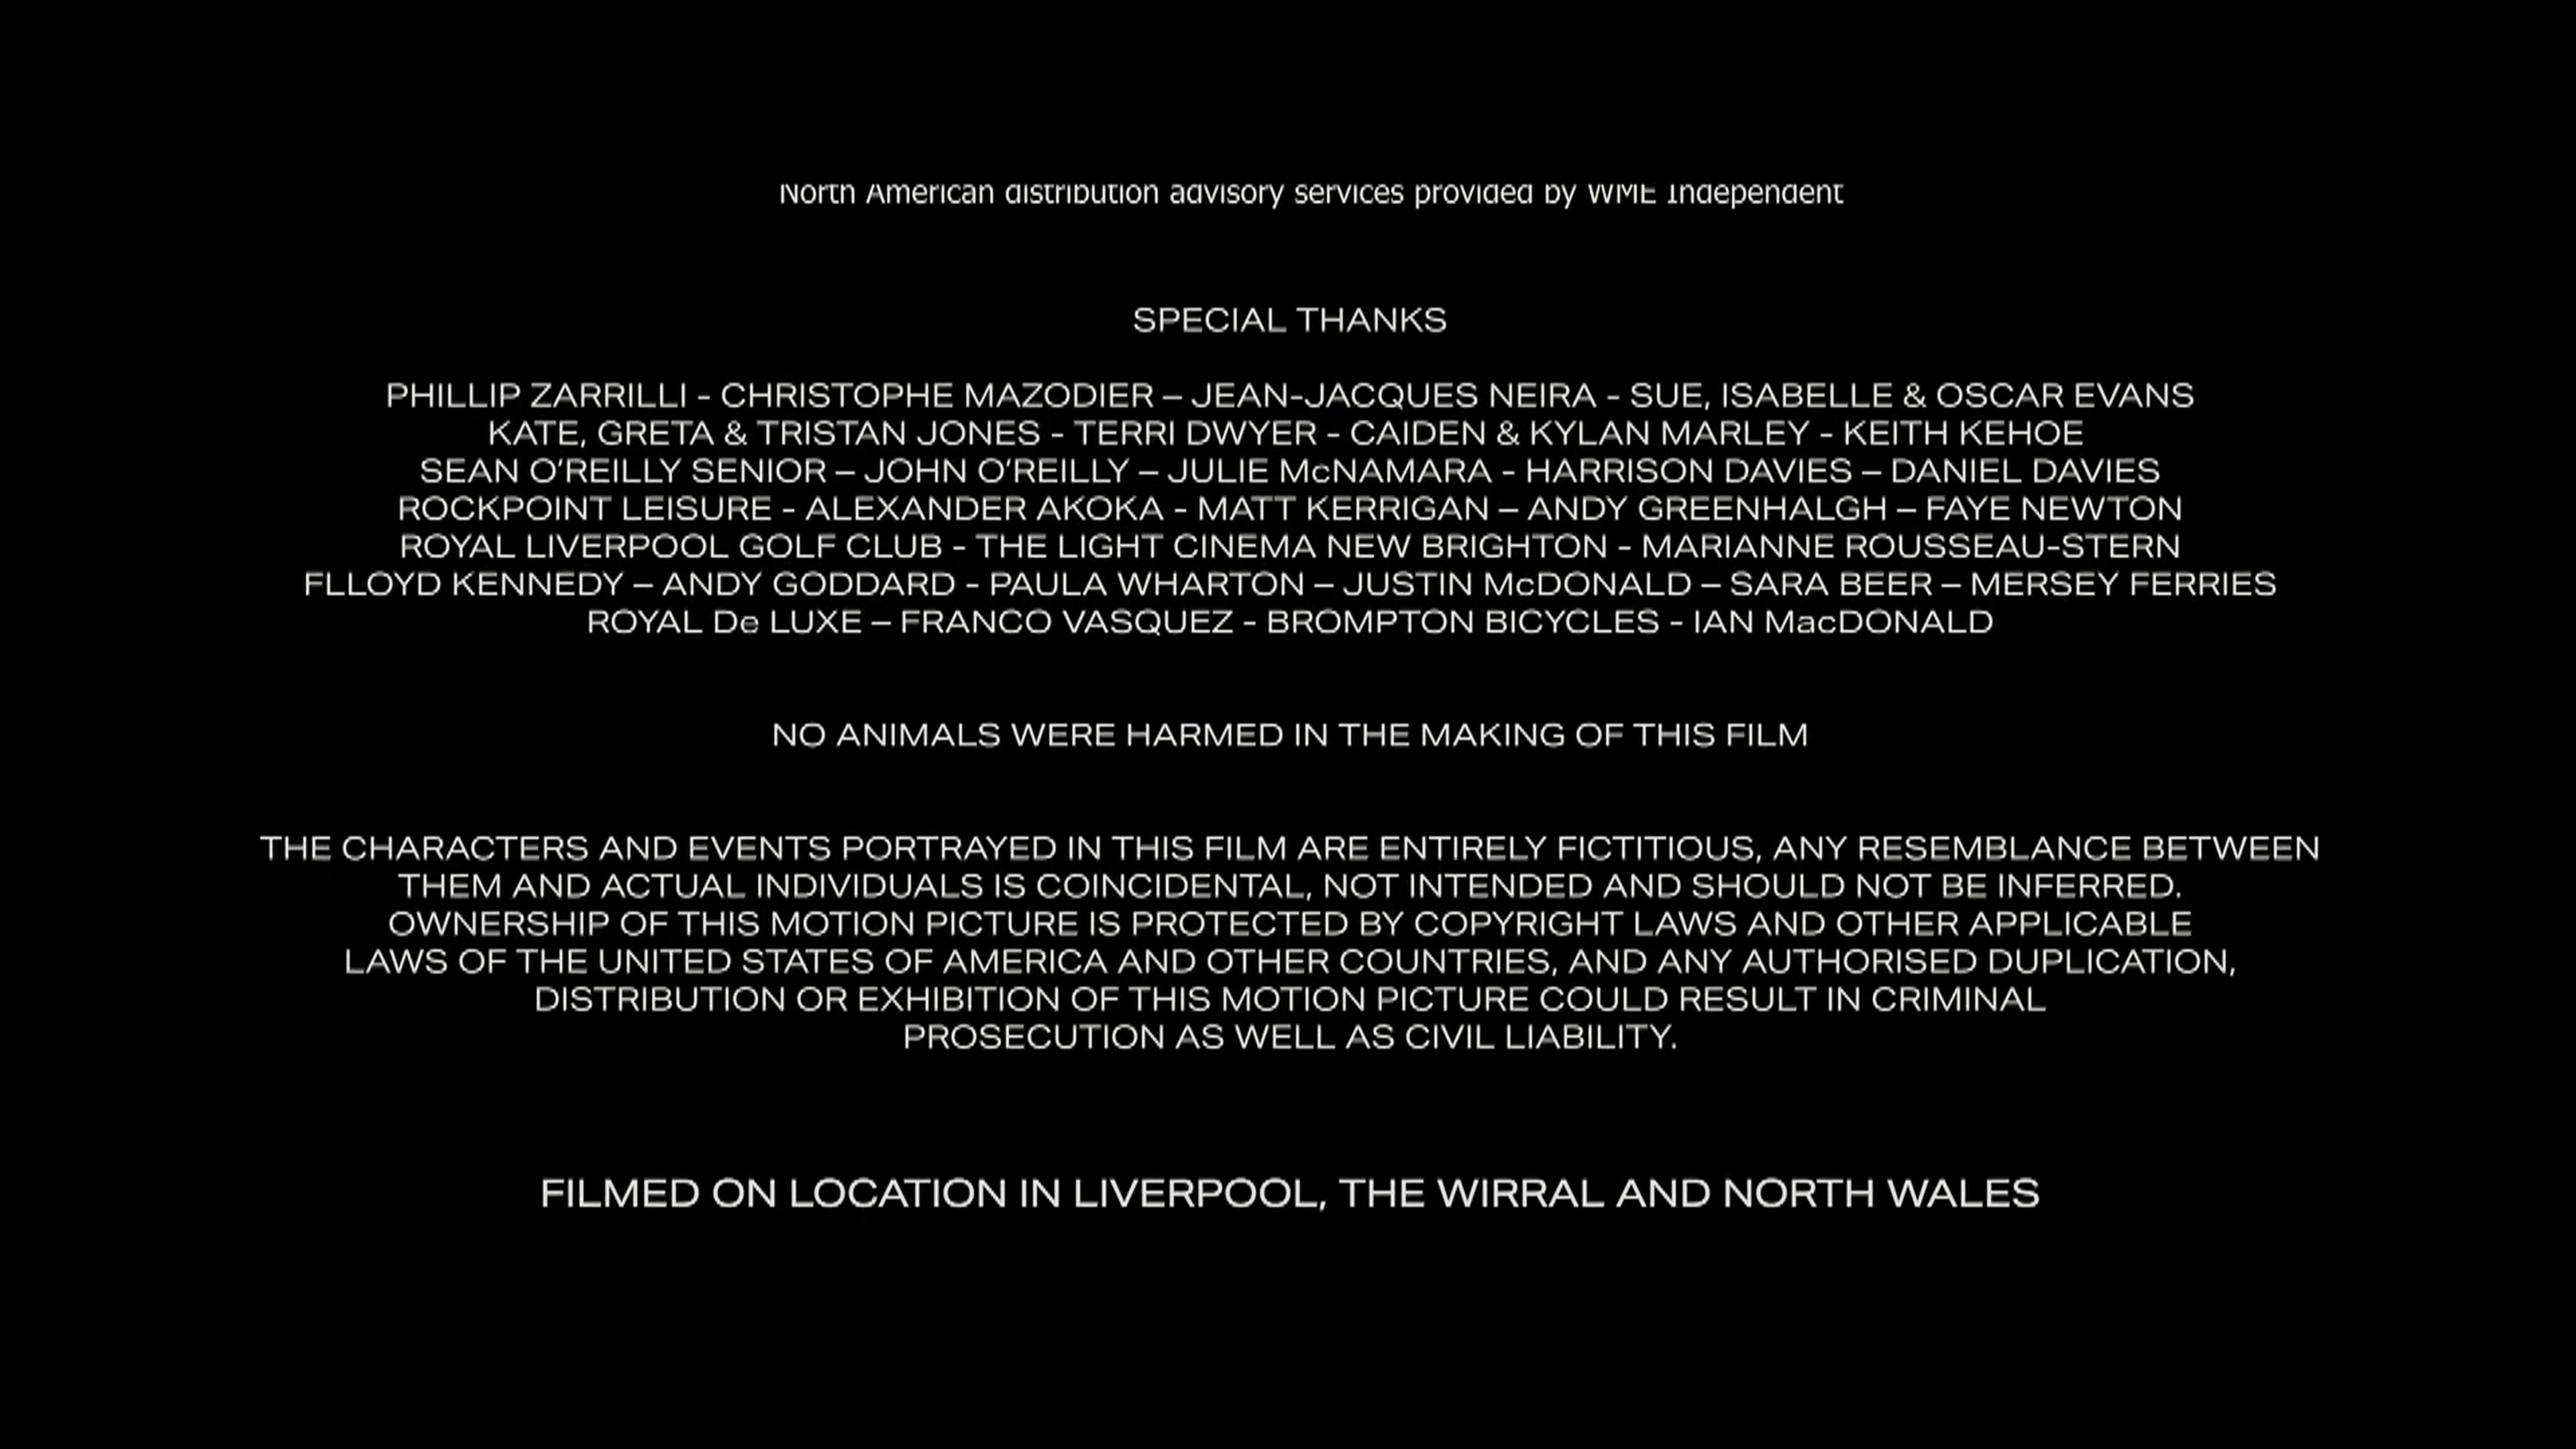 North American distribution advisory services provided by WME Independent
SPECIAL THANKS
PHILLIP ZARRILLI - CHRISTOPHE MAZODIER – JEAN-JACQUES NEIRA - SUE, ISABELLE & OSCAR EVANS
KATE, GRETA & TRISTAN JONES - TERRI DWYER - CAIDEN & KYLAN MARLEY - KEITH KEHOE
SEAN O'REILLY SENIOR – JOHN O'REILLY – JULIE McNAMARA - HARRISON DAVIES – DANIEL DAVIES
ROCKPOINT LEISURE - ALEXANDER AKOKA - MATT KERRIGAN – ANDY GREENHALGH – FAYE NEWTON
ROYAL LIVERPOOL GOLF CLUB - THE LIGHT CINEMA NEW BRIGHTON - MARIANNE ROUSSEAU-STERN
FLLOYD KENNEDY – ANDY GODDARD - PAULA WHARTON – JUSTIN McDONALD – SARA BEER – MERSEY FERRIES
ROYAL De LUXE – FRANCO VASQUEZ - BROMPTON BICYCLES - IAN MacDONALD
NO ANIMALS WERE HARMED IN THE MAKING OF THIS FILM
THE CHARACTERS AND EVENTS PORTRAYED IN THIS FILM ARE ENTIRELY FICTITIOUS, ANY RESEMBLANCE BETWEEN
THEM AND ACTUAL INDIVIDUALS IS COINCIDENTAL, NOT INTENDED AND SHOULD NOT BE INFERRED.
OWNERSHIP OF THIS MOTION PICTURE IS PROTECTED BY COPYRIGHT LAWS AND OTHER APPLICABLE
LAWS OF THE UNITED STATES OF AMERICA AND OTHER COUNTRIES, AND ANY AUTHORISED DUPLICATION,
DISTRIBUTION OR EXHIBITION OF THIS MOTION PICTURE COULD RESULT IN CRIMINAL
PROSECUTION AS WELL AS CIVIL LIABILITY.
FILMED ON LOCATION IN LIVERPOOL, THE WIRRAL AND NORTH WALES